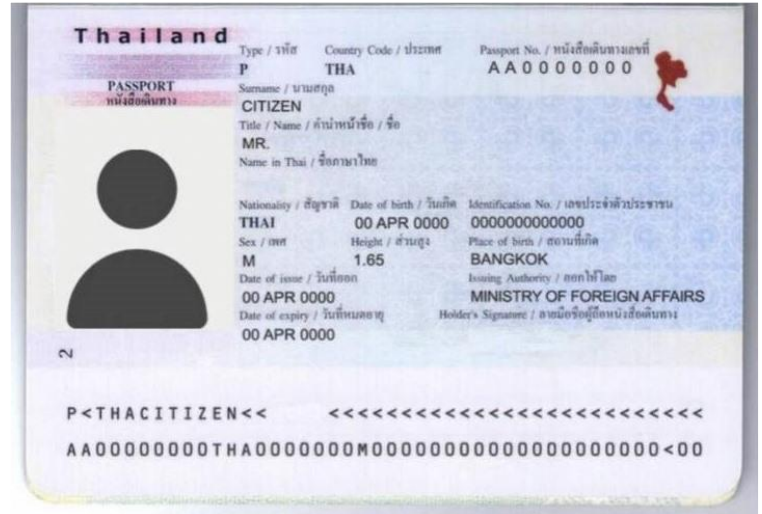 Thailand
PASSPORT
หนังสือเดินทาง
Type / รหัส Country Code / ประเทศ Passport No. / หนังสือเดินทางเลขที่
P THA AA0000000
Surname / นามสกุล
CITIZEN
Title / Name / คำนำหน้าชื่อ / ชื่อ
MR.
Name in Thai / ชื่อภาษาไทย
Nationality / สัญชาติ Date of birth / วันเกิด Identification No. / เลขประจำตัวประชาชน
THAI 00 APR 0000 0000000000000
Sex / เพศ Height / ส่วนสูง Place of birth / สถานที่เกิด
M 1.65 BANGKOK
Date of issue / วันที่ออก Issuing Authority / ออกให้โดย
00 APR 0000 MINISTRY OF FOREIGN AFFAIRS
Date of expiry / วันที่หมดอายุ Holder's Signature / ลายมือชื่อผู้ถือหนังสือเดินทาง
00 APR 0000
2
P<THACITIZEN<< <<<<<<<<<<<<<<<<<<<<<<<<<<
AA00000000THA0000000M00000000000000000000<00